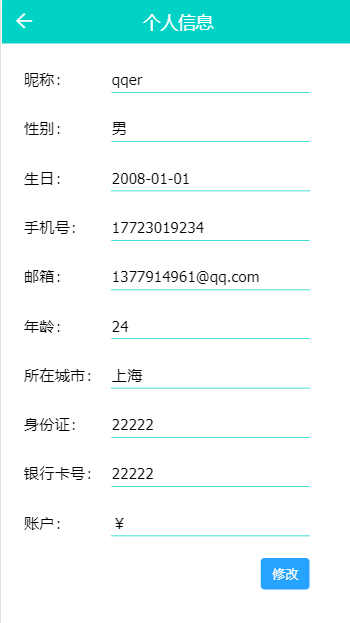 个人信息
昵称： qqer
性别： 男
生日： 2008-01-01
手机号： 17723019234
邮箱： 1377914961@qq.com
年龄： 24
所在城市： 上海
身份证： 22222
银行卡号： 22222
账户： ￥
修改